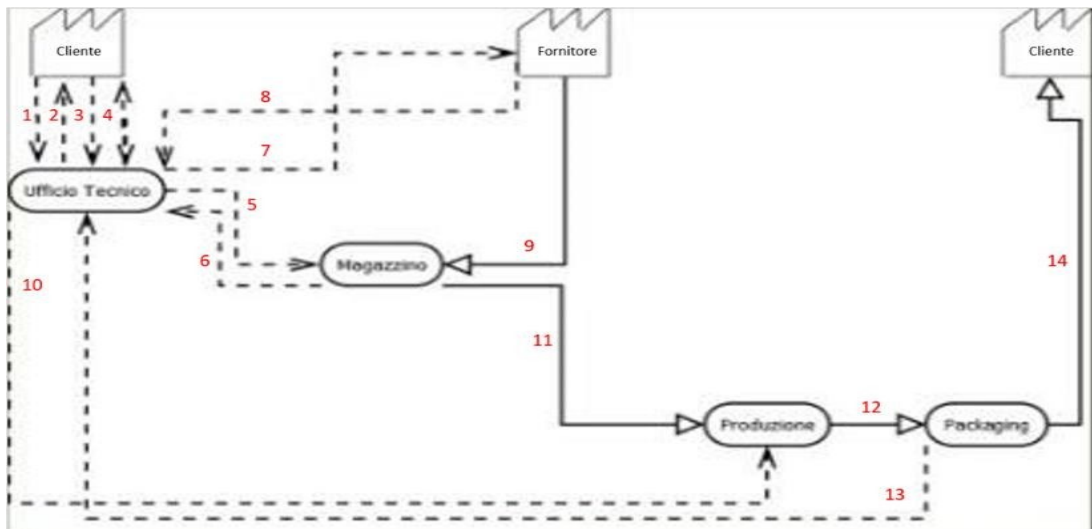 Cliente
Fornitore
Cliente
1
2
3
4
8
7
Ufficio Tecnico
5
6
9
Magazzino
10
14
11
12
Produzione
Packaging
13